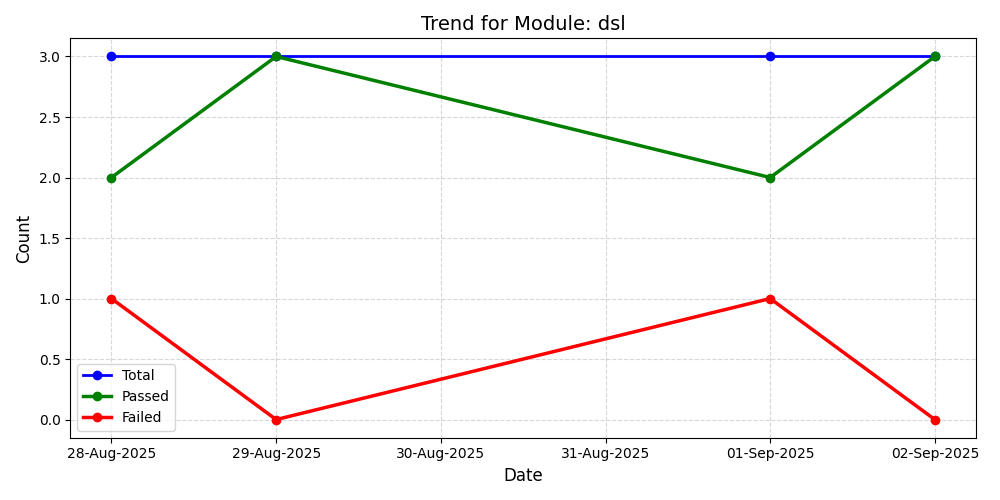 Trend for Module: dsl
3.0
2.5
2.0
1.5
1.0
0.5
0.0
Count
Total
Passed
Failed
28-Aug-2025 29-Aug-2025 30-Aug-2025 31-Aug-2025 01-Sep-2025 02-Sep-2025
Date